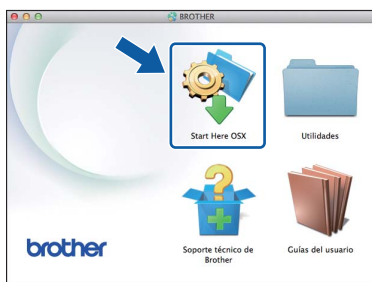 BROTHER
Start Here OSX
Utilidades
Soporte técnico de
Brother
Guías del usuario
brother